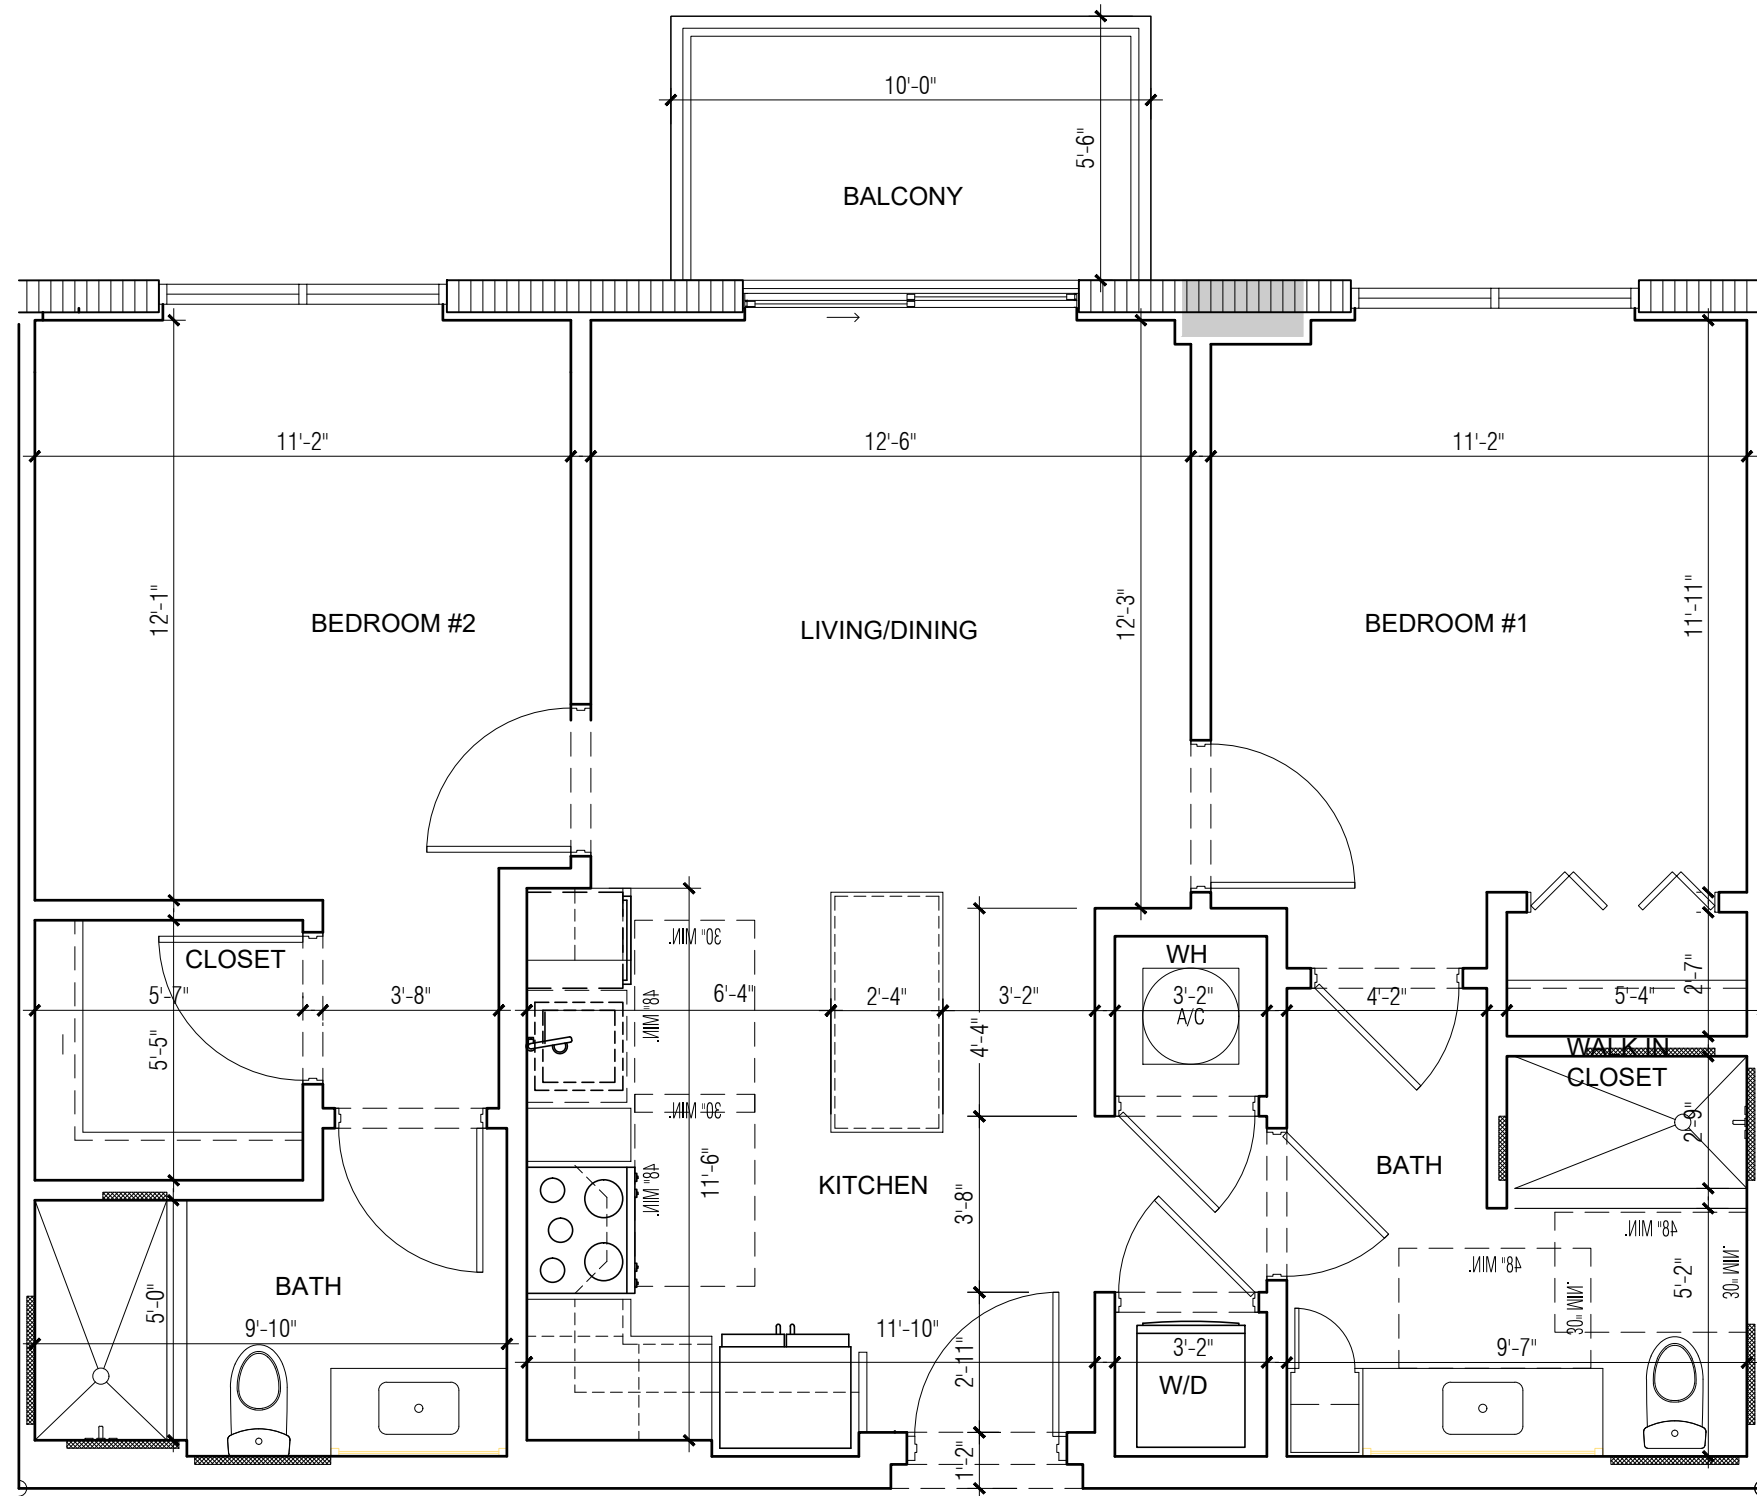 10'-0"
5'-6"
BALCONY
11'-2"
12'-6"
11'-2"
12'-1"
BEDROOM #2
LIVING/DINING
12'-3"
BEDROOM #1
11'-11"
CLOSET
30" MIN.
WH
5'-7"
3'-8"
6'-4"
2'-4"
3'-2"
3'-2"
A/C
4'-2"
5'-4"
2'-7"
48" MIN.
4'-4"
5'-5"
WALK IN
CLOSET
30" MIN.
2'-9"
BATH
KITCHEN
11'-6"
48" MIN.
3'-8"
48" MIN.
48" MIN.
30" MIN.
30" MIN.
5'-2"
BATH
5'-0"
9'-10"
11'-10"
2'-11"
3'-2"
W/D
9'-7"
1'-2"